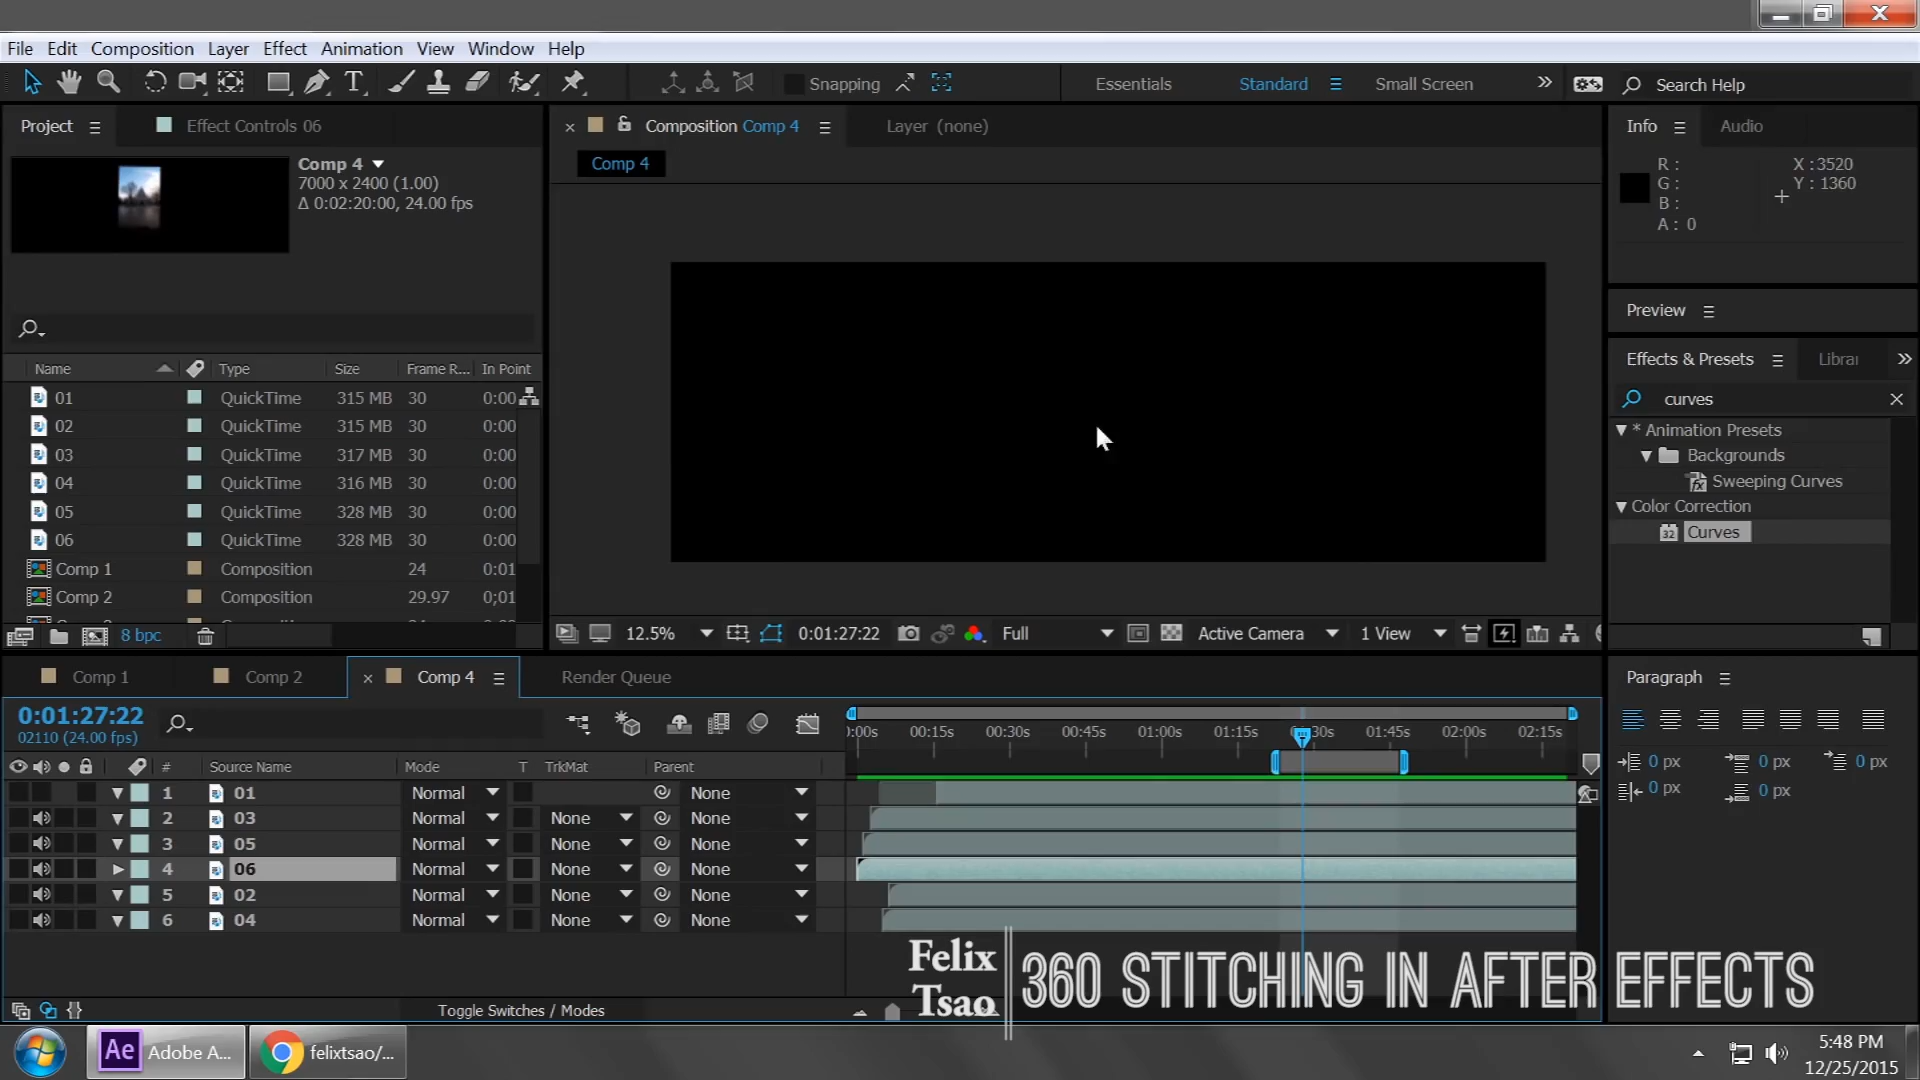 File Edit Composition Layer Effect Animation View Window Help
T Snapping Essentials Standard Small Screen Search Help
Project Effect Controls 06
Composition Comp 4 Layer (none)
Info Audio
Comp 4
7000 x 2400 (1.00)
Δ 0:02:20:00, 24.00 fps
Comp 4
R :
G :
B :
A : 0
X : 3520
Y : 1360
Preview
Name Type Size Frame R... In Point
01 QuickTime 315 MB 30 0:00
02 QuickTime 315 MB 30 0:00
03 QuickTime 317 MB 30 0:00
04 QuickTime 316 MB 30 0:00
05 QuickTime 328 MB 30 0:00
06 QuickTime 328 MB 30 0:00
Comp 1 Composition 24 0:01
Comp 2 Composition 29.97 0;01
8 bpc
Effects & Presets Librar
curves
* Animation Presets
Backgrounds
Sweeping Curves
Color Correction
32 Curves
12.5% 0:01:27:22 Full Active Camera 1 View
Comp 1 Comp 2 Comp 4 Render Queue
Paragraph
0:01:27:22
02110 (24.00 fps)
:00s 00:15s 00:30s 00:45s 01:00s 01:15s 30s 01:45s 02:00s 02:15s
# Source Name Mode T TrkMat Parent
1 01 Normal None
2 03 Normal None None
3 05 Normal None None
4 06 Normal None None
5 02 Normal None None
6 04 Normal None None
0 px 0 px 0 px
0 px 0 px
Toggle Switches / Modes
Felix
Tsao
360 STITCHING IN AFTER EFFECTS
Ae Adobe A... felixtsao/...
5:48 PM
12/25/2015